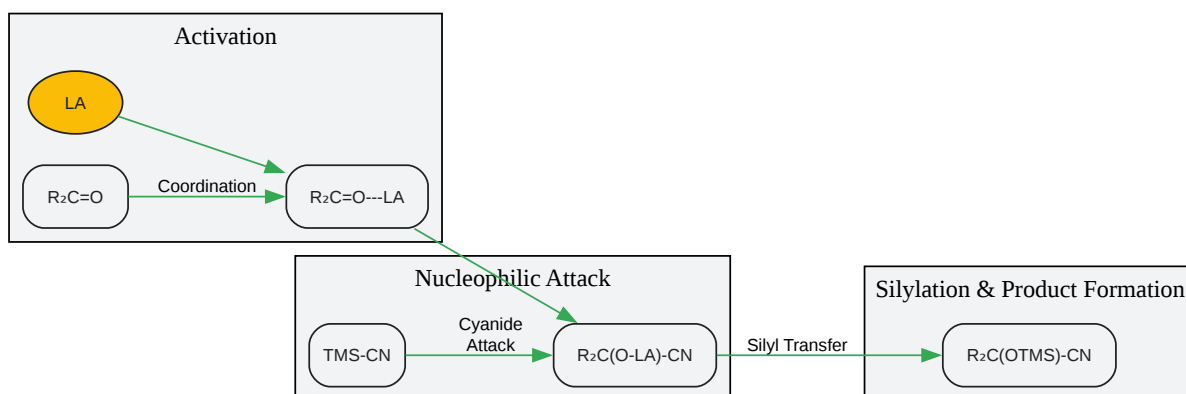 Activation
LA
R₂C=O
Coordination
R₂C=O---LA
Nucleophilic Attack
TMS-CN
Cyanide
Attack
R₂C(O-LA)-CN
Silyl Transfer
Silylation & Product Formation
R₂C(OTMS)-CN